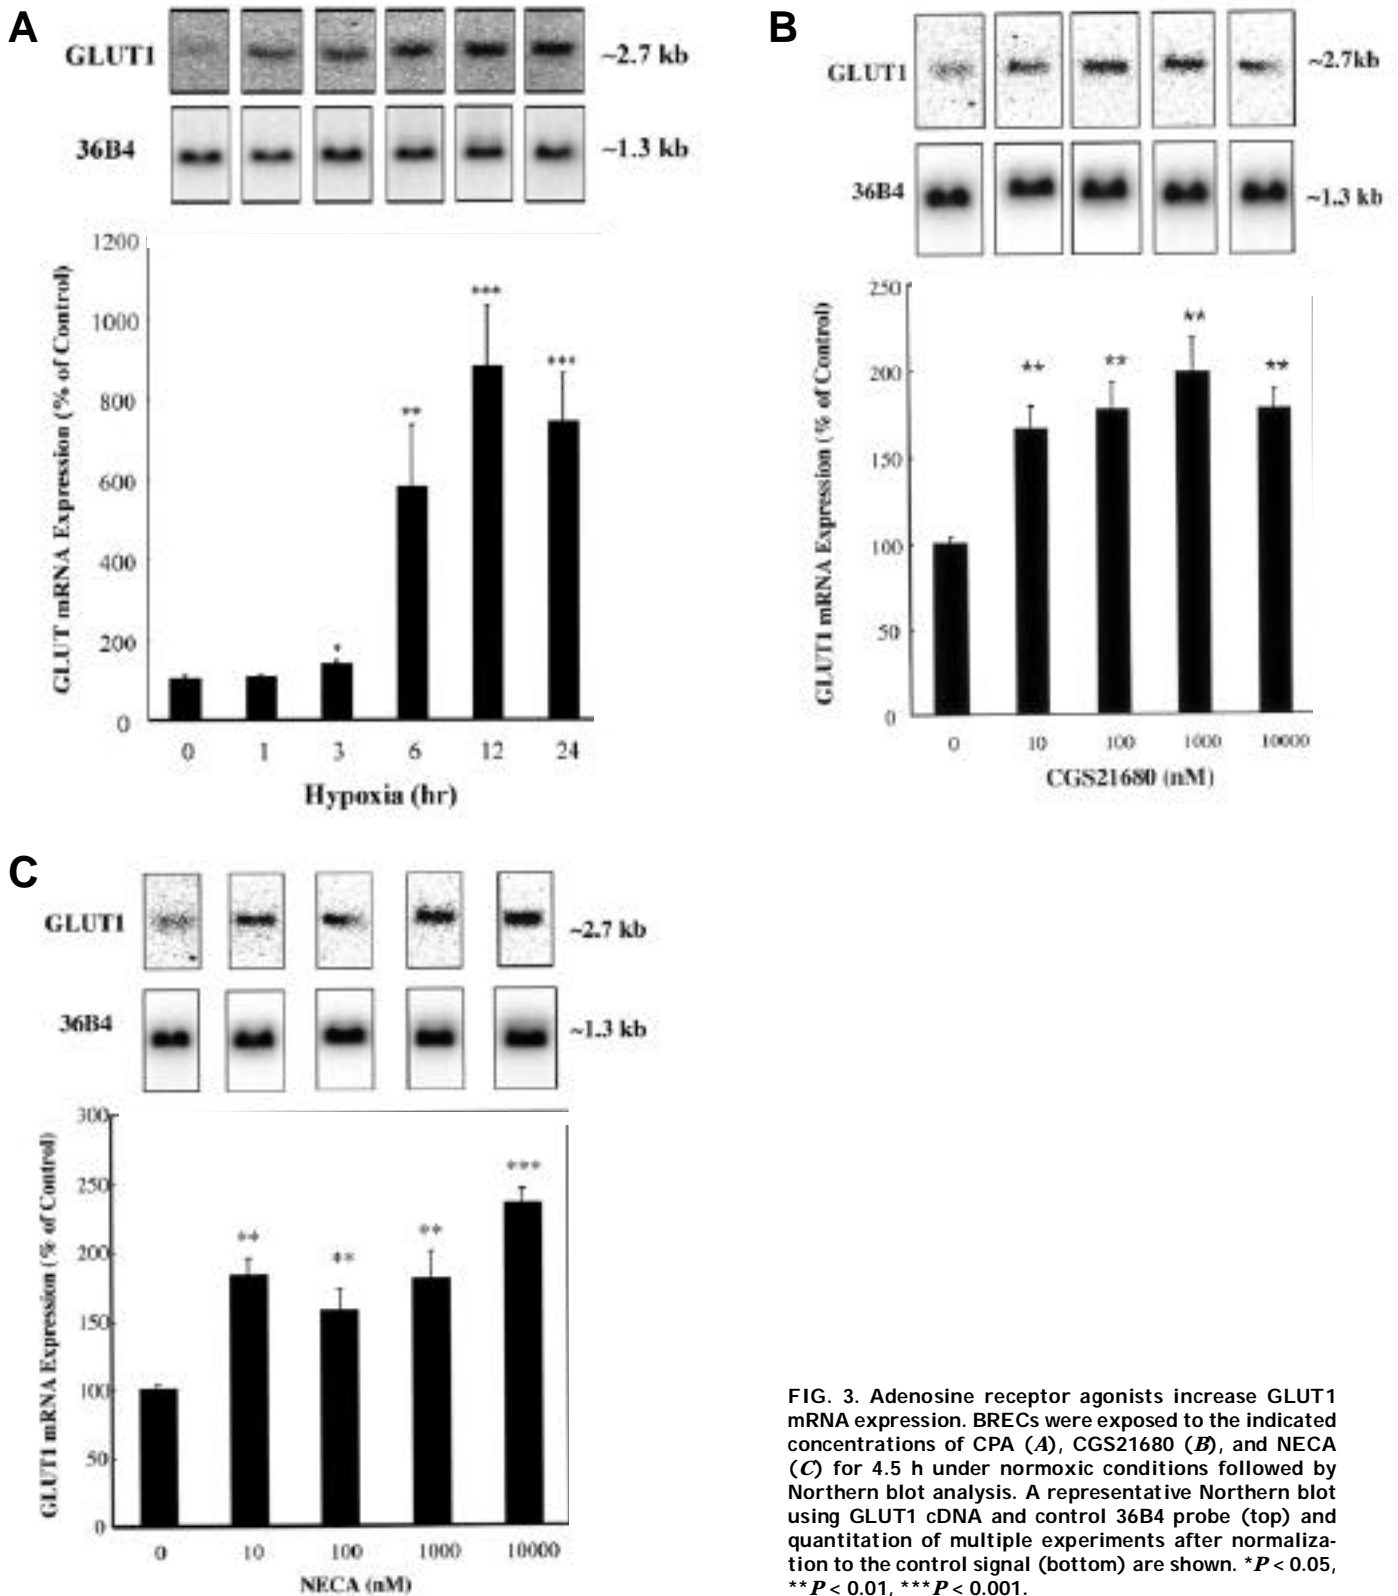 A
GLUT1
~2.7 kb
36B4
~1.3 kb
GLUT mRNA Expression (% of Control)
1200
1000
800
600
400
200
0
*
**
***
***
0 1 3 6 12 24
Hypoxia (hr)
B
GLUT1
~2.7kb
36B4
~1.3 kb
GLUT1 mRNA Expression (% of Control)
250
200
150
100
50
0
**
**
**
**
0 10 100 1000 10000
CGS21680 (nM)
C
GLUT1
~2.7 kb
36B4
~1.3 kb
GLUT1 mRNA Expression (% of Control)
300
250
200
150
100
50
0
**
**
**
***
0 10 100 1000 10000
NECA (nM)
FIG. 3. Adenosine receptor agonists increase GLUT1
mRNA expression. BRECs were exposed to the indicated
concentrations of CPA (A), CGS21680 (B), and NECA
(C) for 4.5 h under normoxic conditions followed by
Northern blot analysis. A representative Northern blot
using GLUT1 cDNA and control 36B4 probe (top) and
quantitation of multiple experiments after normaliza-
tion to the control signal (bottom) are shown. *P < 0.05,
**P < 0.01, ***P < 0.001.